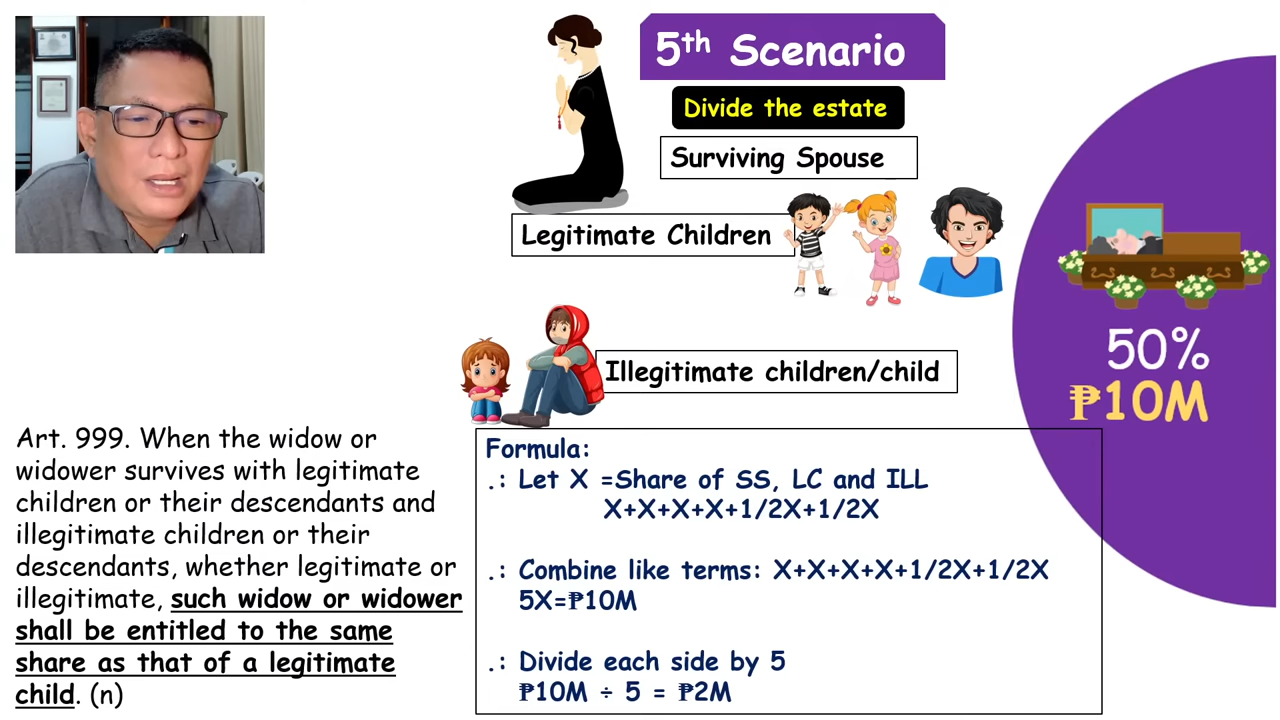 5th Scenario
Divide the estate
Surviving Spouse
Legitimate Children
Illegitimate children/child
50%
₱10M
Art. 999. When the widow or
widower survives with legitimate
children or their descendants and
illegitimate children or their
descendants, whether legitimate or
illegitimate, such widow or widower
shall be entitled to the same
share as that of a legitimate
child. (n)
Formula:
.: Let X =Share of SS, LC and ILL
X+X+X+X+1/2X+1/2X
.: Combine like terms: X+X+X+X+1/2X+1/2X
5X=₱10M
.: Divide each side by 5
₱10M ÷ 5 = ₱2M